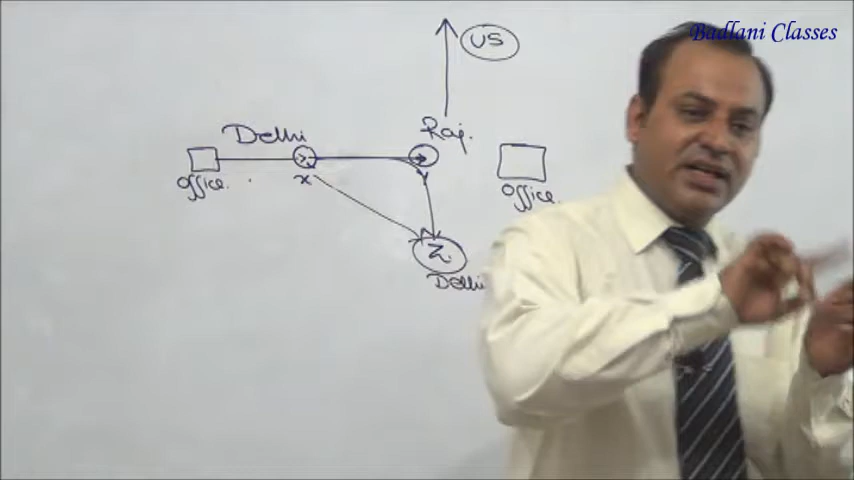 Badlani Classes
US
Delhi
Raj.
office.
X
Y
office.
Z
Delhi